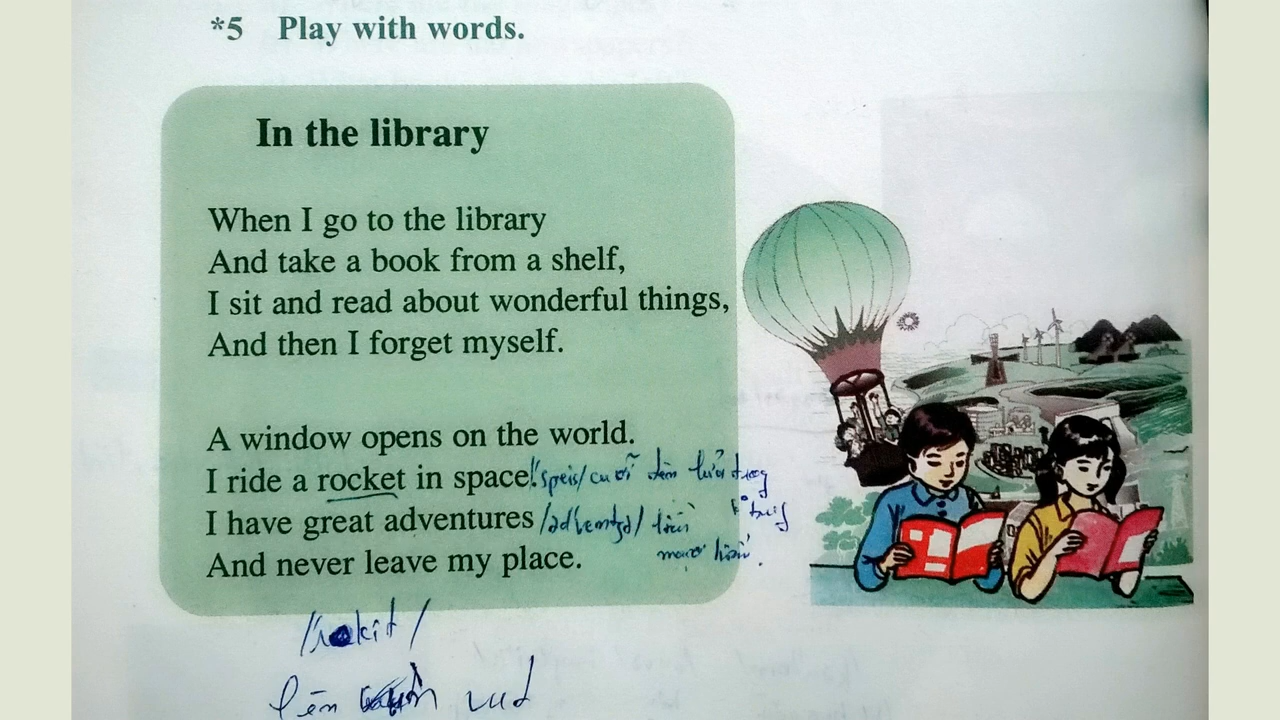 *5 Play with words.
In the library
When I go to the library
And take a book from a shelf,
I sit and read about wonderful things,
And then I forget myself.
A window opens on the world.
I ride a rocket in space!
I have great adventures
And never leave my place.